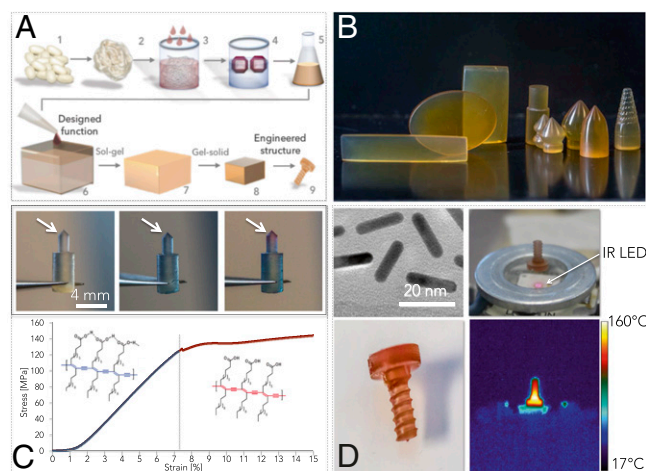 A
1
2
3
4
5
Designed
function
Sol-gel
Gel-solid
Engineered
structure
6
7
8
9
B
4 mm
Stress [MPa]
160
140
120
100
80
60
40
20
0
0
1
2
3
4
5
6
7
8
9
10
11
12
13
14
15
Strain [%]
C
20 nm
IR LED
160°C
17°C
D